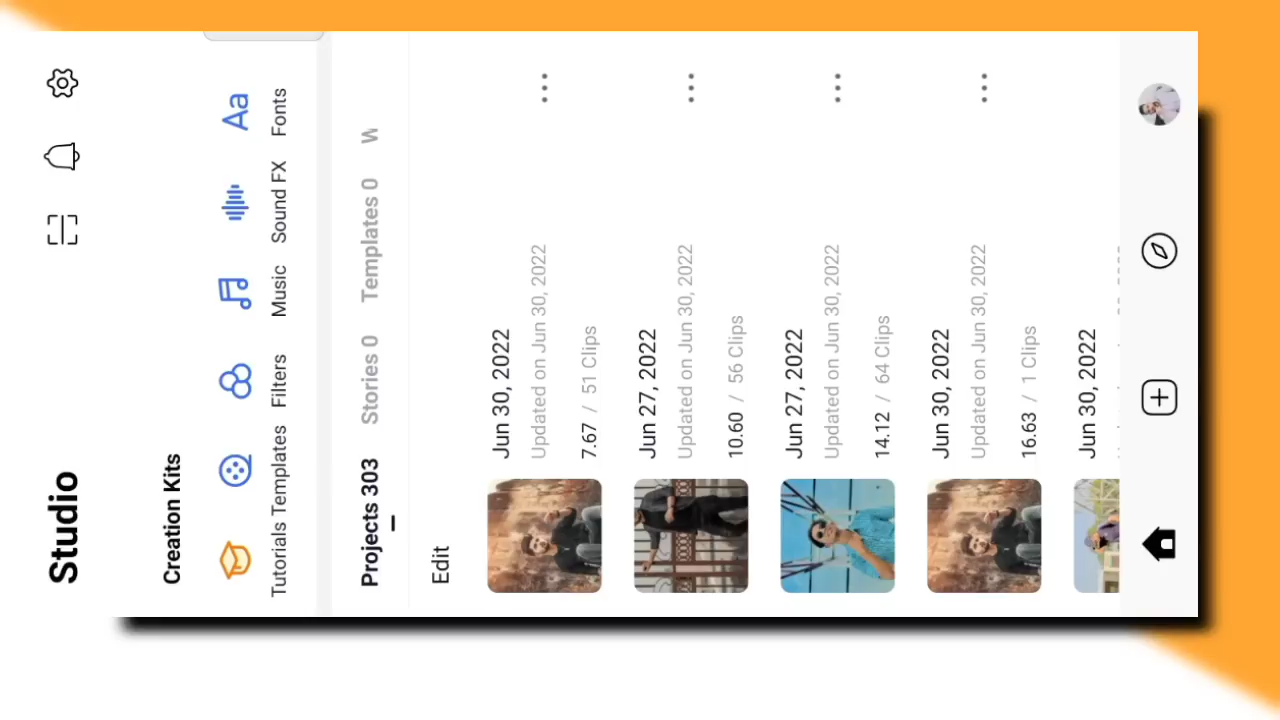 Studio
Creation Kits
Aa
Tutorials Templates Filters Music Sound FX Fonts
Projects 303 Stories 0 Templates 0 W
Edit
Jun 30, 2022
Updated on Jun 30, 2022
7.67 / 51 Clips
Jun 27, 2022
Updated on Jun 30, 2022
10.60 / 56 Clips
Jun 27, 2022
Updated on Jun 30, 2022
14.12 / 64 Clips
Jun 30, 2022
Updated on Jun 30, 2022
16.63 / 1 Clips
Jun 30, 2022